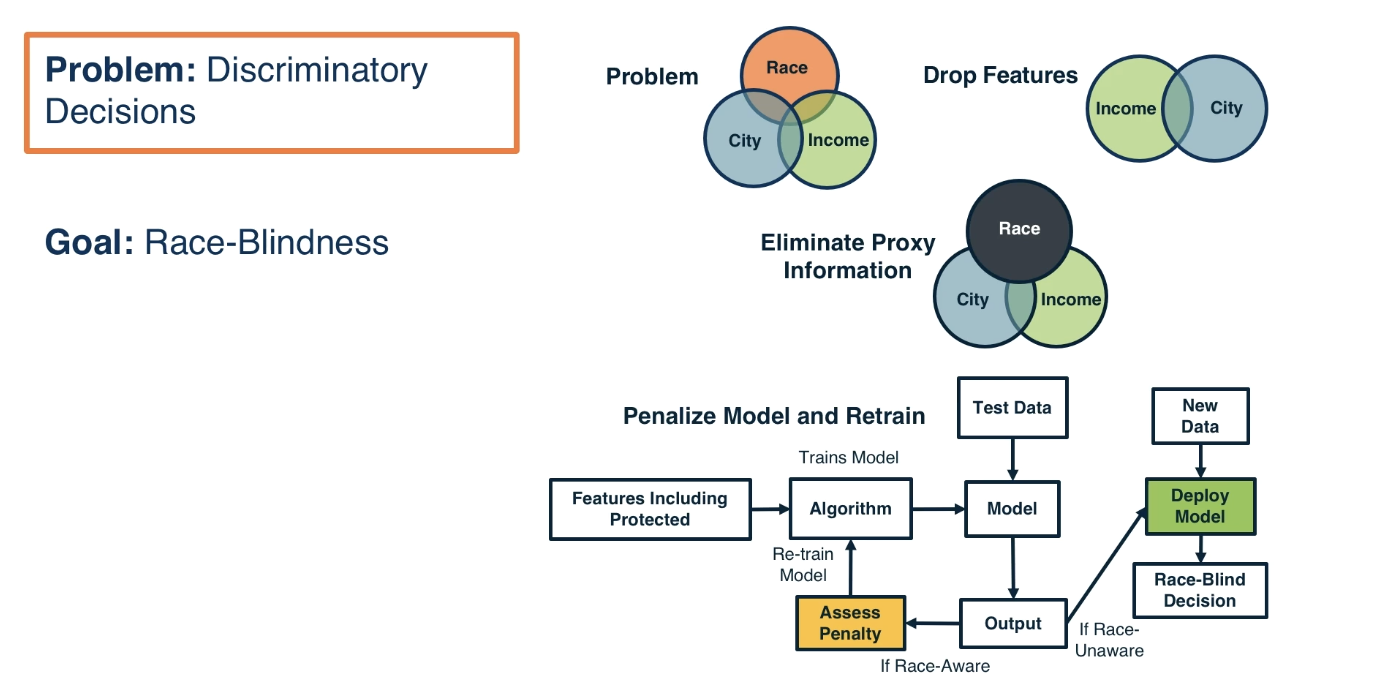 Problem: Discriminatory
Decisions
Goal: Race-Blindness
Problem
Race
City
Income
Drop Features
Income
City
Eliminate Proxy
Information
Race
City
Income
Penalize Model and Retrain
Test Data
New
Data
Trains Model
Features Including
Protected
Algorithm
Model
Deploy
Model
Re-train
Model
Race-Blind
Decision
Assess
Penalty
Output
If Race-
Unaware
If Race-Aware